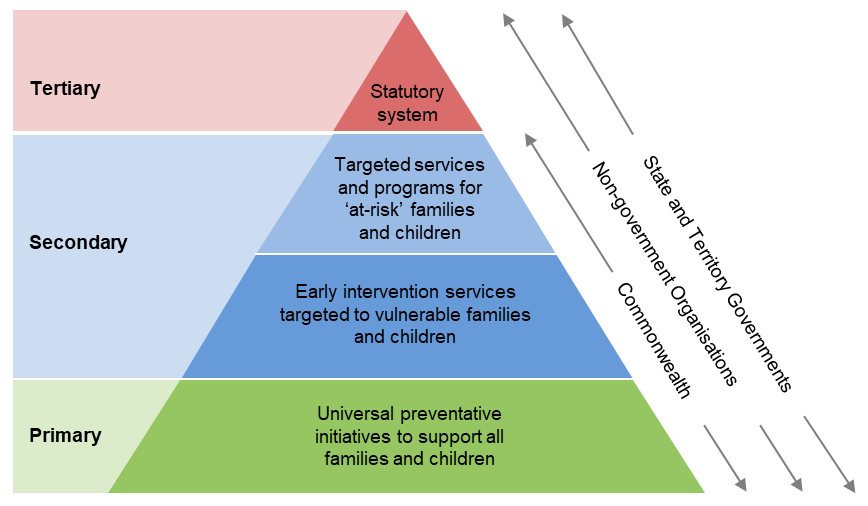 Tertiary
Statutory
system
Secondary
Targeted services
and programs for
‘at-risk’ families
and children
Early intervention services
targeted to vulnerable families
and children
Primary
Universal preventative
initiatives to support all
families and children
Commonwealth
Non-government Organisations
State and Territory Governments